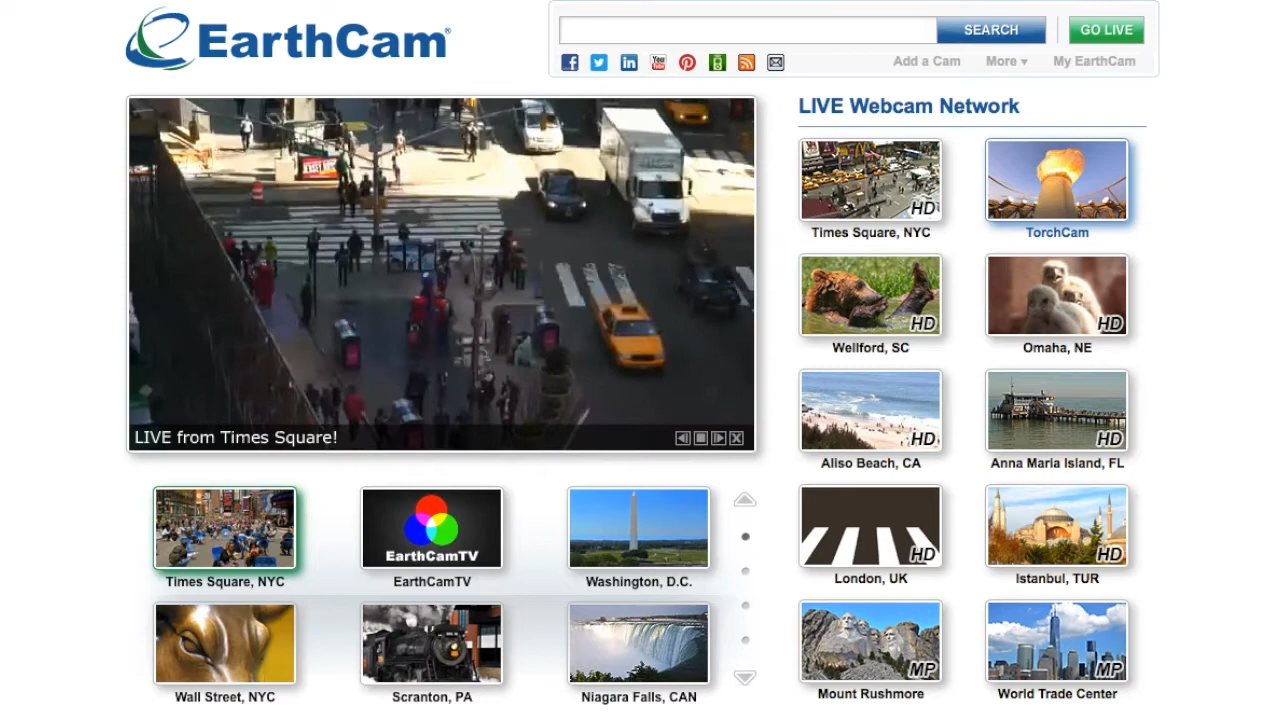 EarthCam®
SEARCH
GO LIVE
Add a Cam
More ▾
My EarthCam
LIVE from Times Square!
LIVE Webcam Network
HD
Times Square, NYC
TorchCam
HD
Wellford, SC
HD
Omaha, NE
HD
Aliso Beach, CA
HD
Anna Maria Island, FL
HD
London, UK
HD
Istanbul, TUR
MP
Mount Rushmore
MP
World Trade Center
Times Square, NYC
EarthCamTV
EarthCamTV
Washington, D.C.
Wall Street, NYC
Scranton, PA
Niagara Falls, CAN